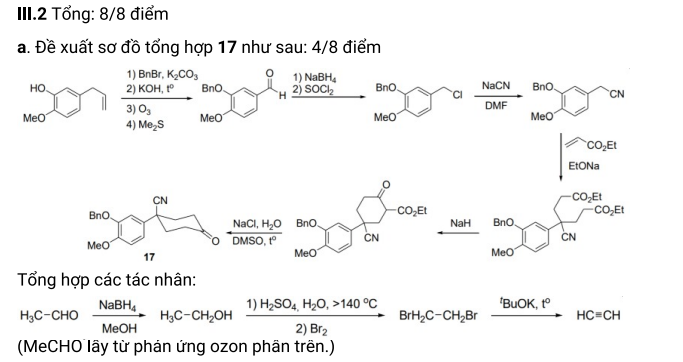 III.2 Tổng: 8/8 điểm
a. Đề xuất sơ đồ tổng hợp 17 như sau: 4/8 điểm
HO
MeO
1) BnBr, K₂CO₃
2) KOH, tº
3) O₃
4) Me₂S
BnO
MeO
O
H
1) NaBH₄
2) SOCl₂
BnO
MeO
Cl
NaCN
DMF
BnO
MeO
CN
CO₂Et
EtONa
CO₂Et
CO₂Et
BnO
MeO
CN
NaH
O
CO₂Et
BnO
MeO
CN
NaCl, H₂O
DMSO, tº
CN
BnO
MeO
O
17
Tổng hợp các tác nhân:
H₃C-CHO
NaBH₄
MeOH
H₃C-CH₂OH
1) H₂SO₄, H₂O, >140 ºC
2) Br₂
BrH₂C-CH₂Br
ᵗBuOK, tº
HC≡CH
(MeCHO lấy từ phản ứng ozon phân trên.)